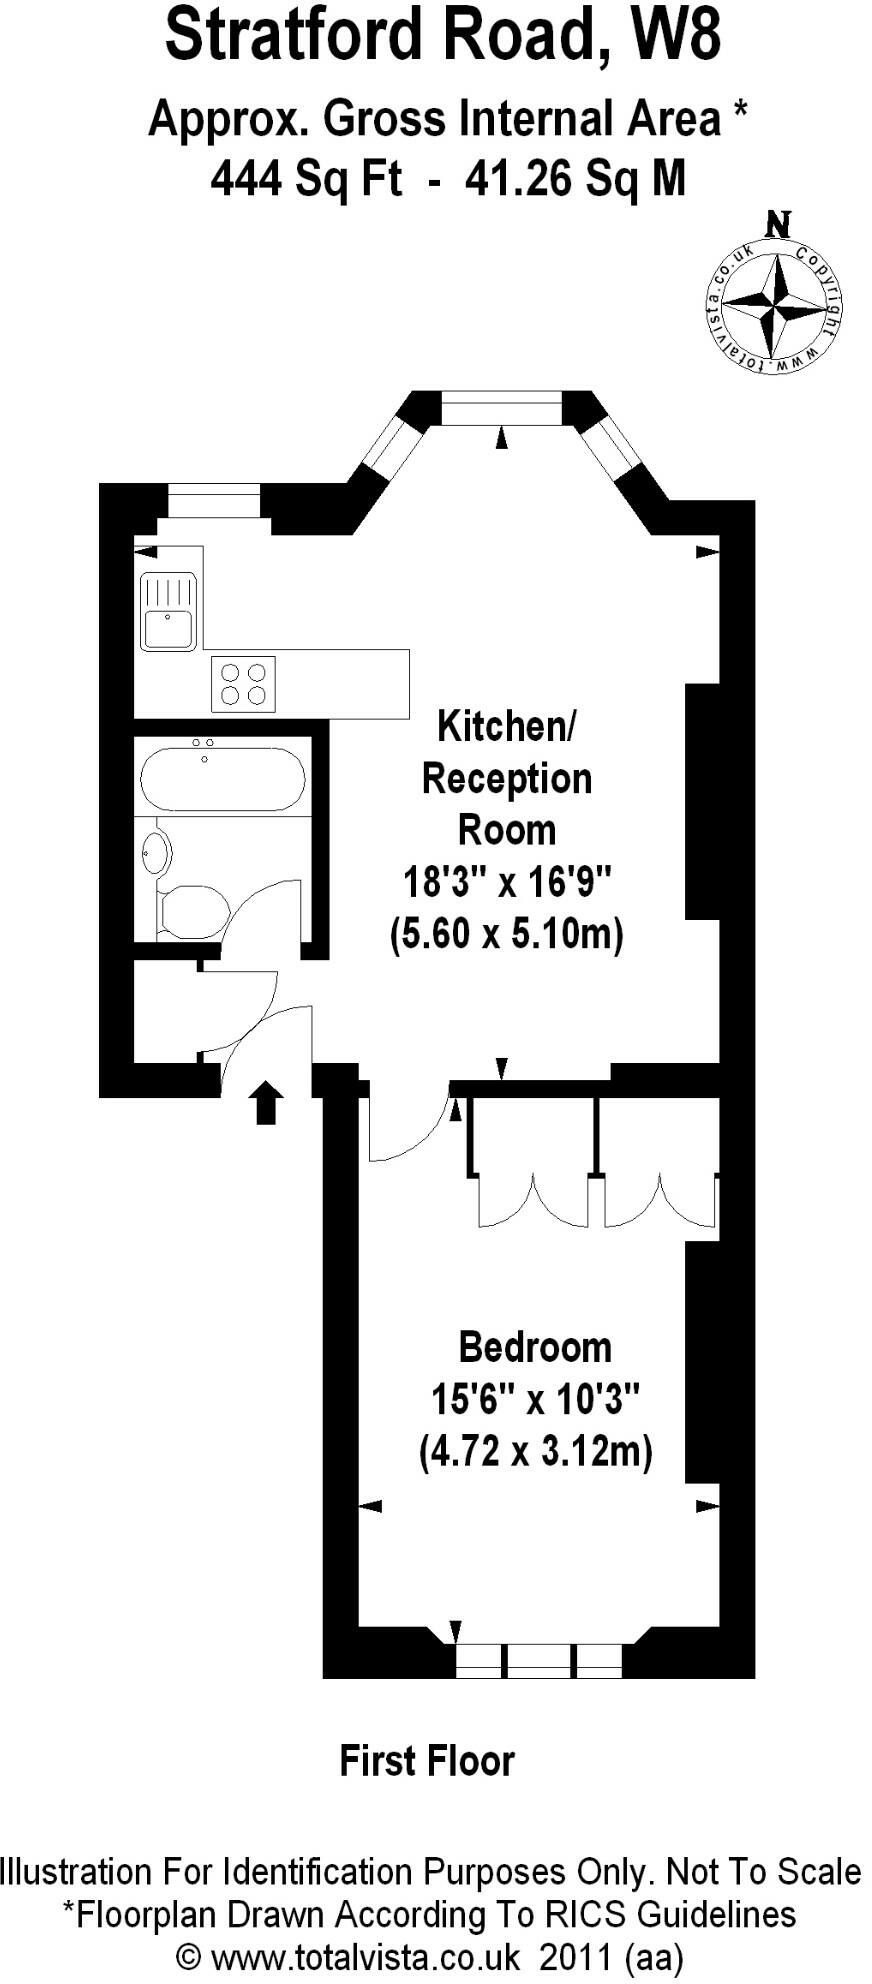 Stratford Road, W8
Approx. Gross Internal Area *
444 Sq Ft - 41.26 Sq M
N
Copyright www.totalvista.co.uk
Kitchen/
Reception
Room
18'3" x 16'9"
(5.60 x 5.10m)
Bedroom
15'6" x 10'3"
(4.72 x 3.12m)
First Floor
Illustration For Identification Purposes Only. Not To Scale
*Floorplan Drawn According To RICS Guidelines
© www.totalvista.co.uk 2011 (aa)